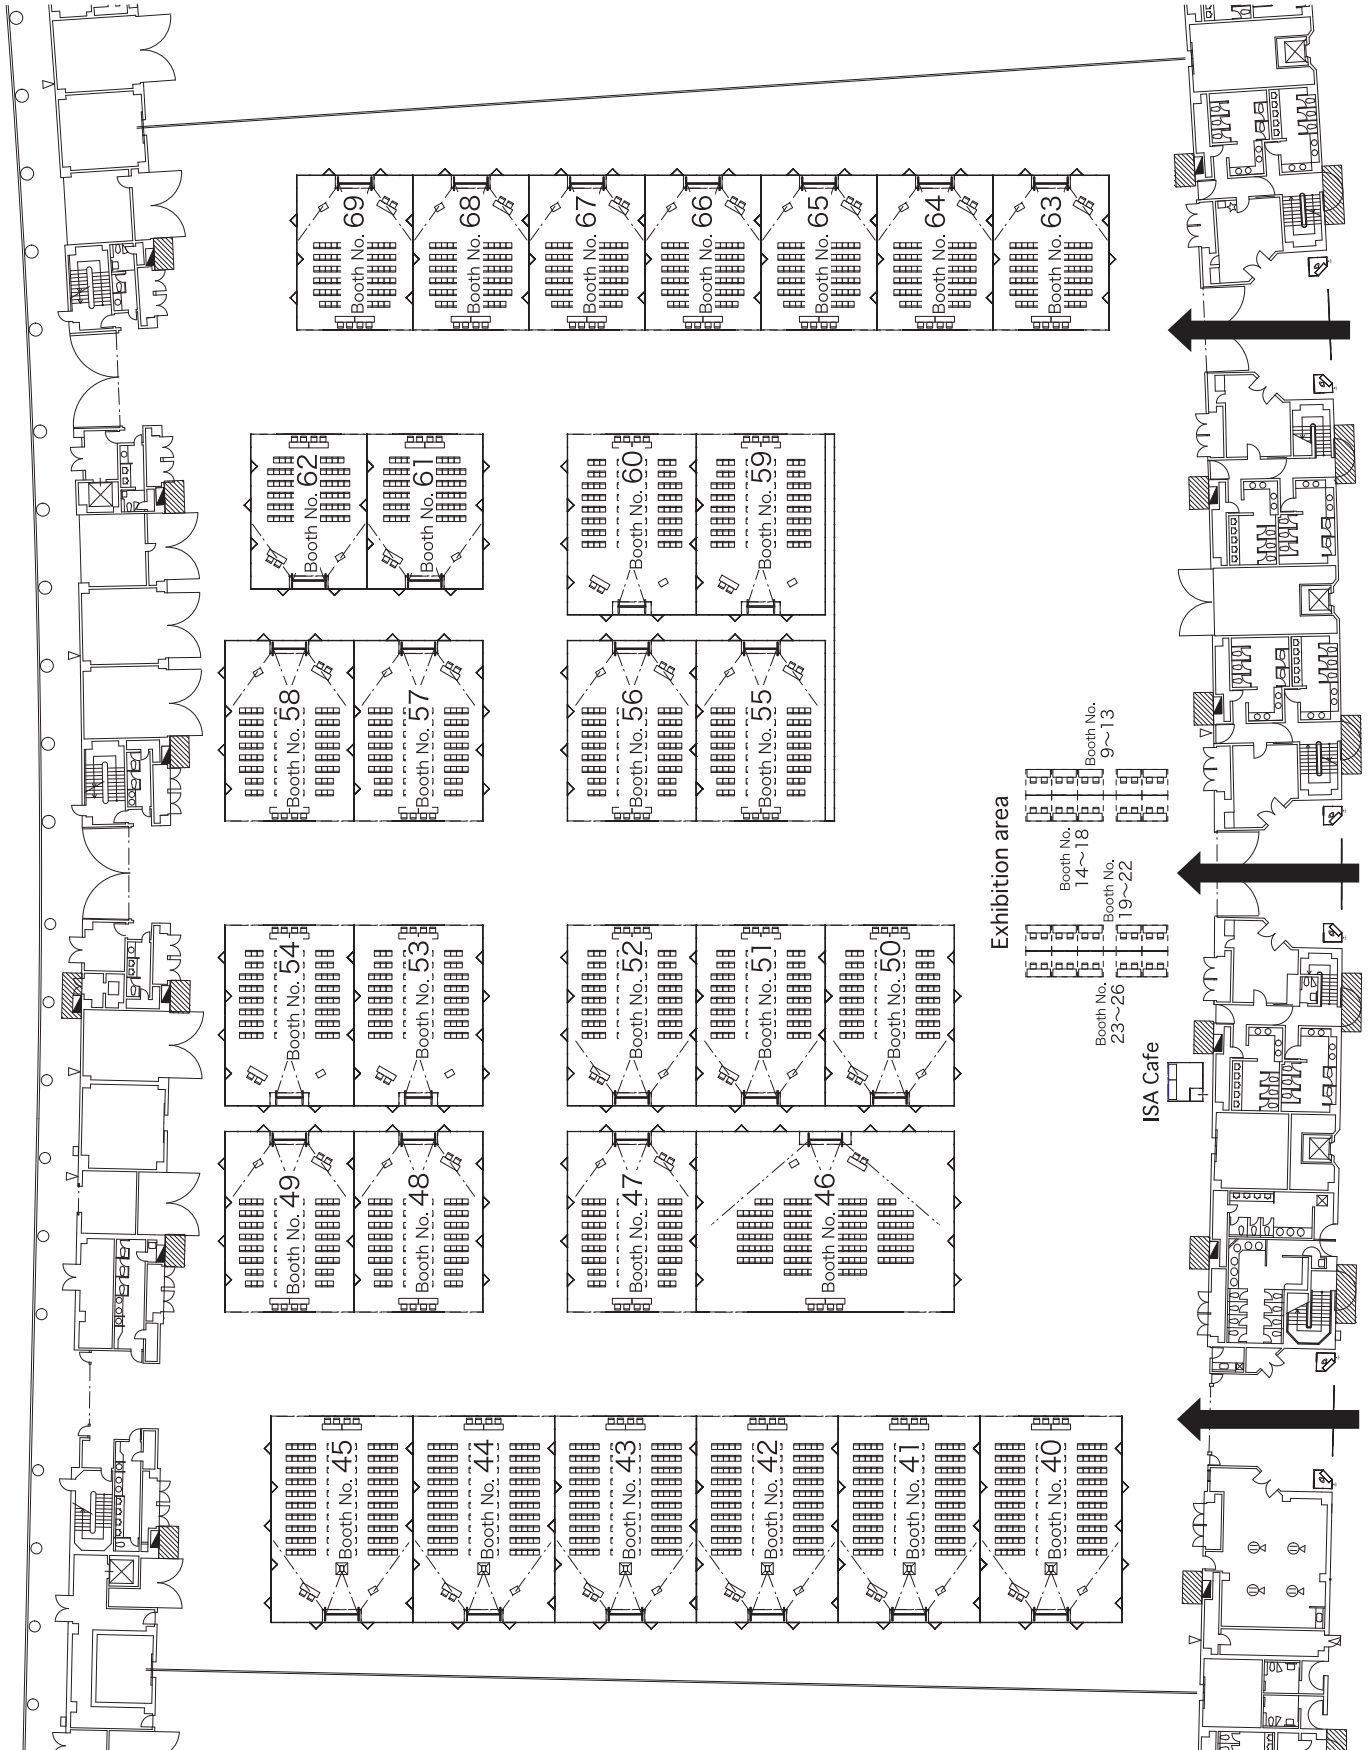 Booth No. 69
Booth No. 68
Booth No. 67
Booth No. 66
Booth No. 65
Booth No. 64
Booth No. 63
Booth No. 62
Booth No. 61
Booth No. 60
Booth No. 59
Booth No. 58
Booth No. 57
Booth No. 56
Booth No. 55
Exhibition area
Booth No.
9〜13
Booth No.
14〜18
Booth No.
19〜22
Booth No.
23〜26
ISA Cafe
Booth No. 54
Booth No. 53
Booth No. 52
Booth No. 51
Booth No. 50
Booth No. 49
Booth No. 48
Booth No. 47
Booth No. 46
Booth No. 45
Booth No. 44
Booth No. 43
Booth No. 42
Booth No. 41
Booth No. 40